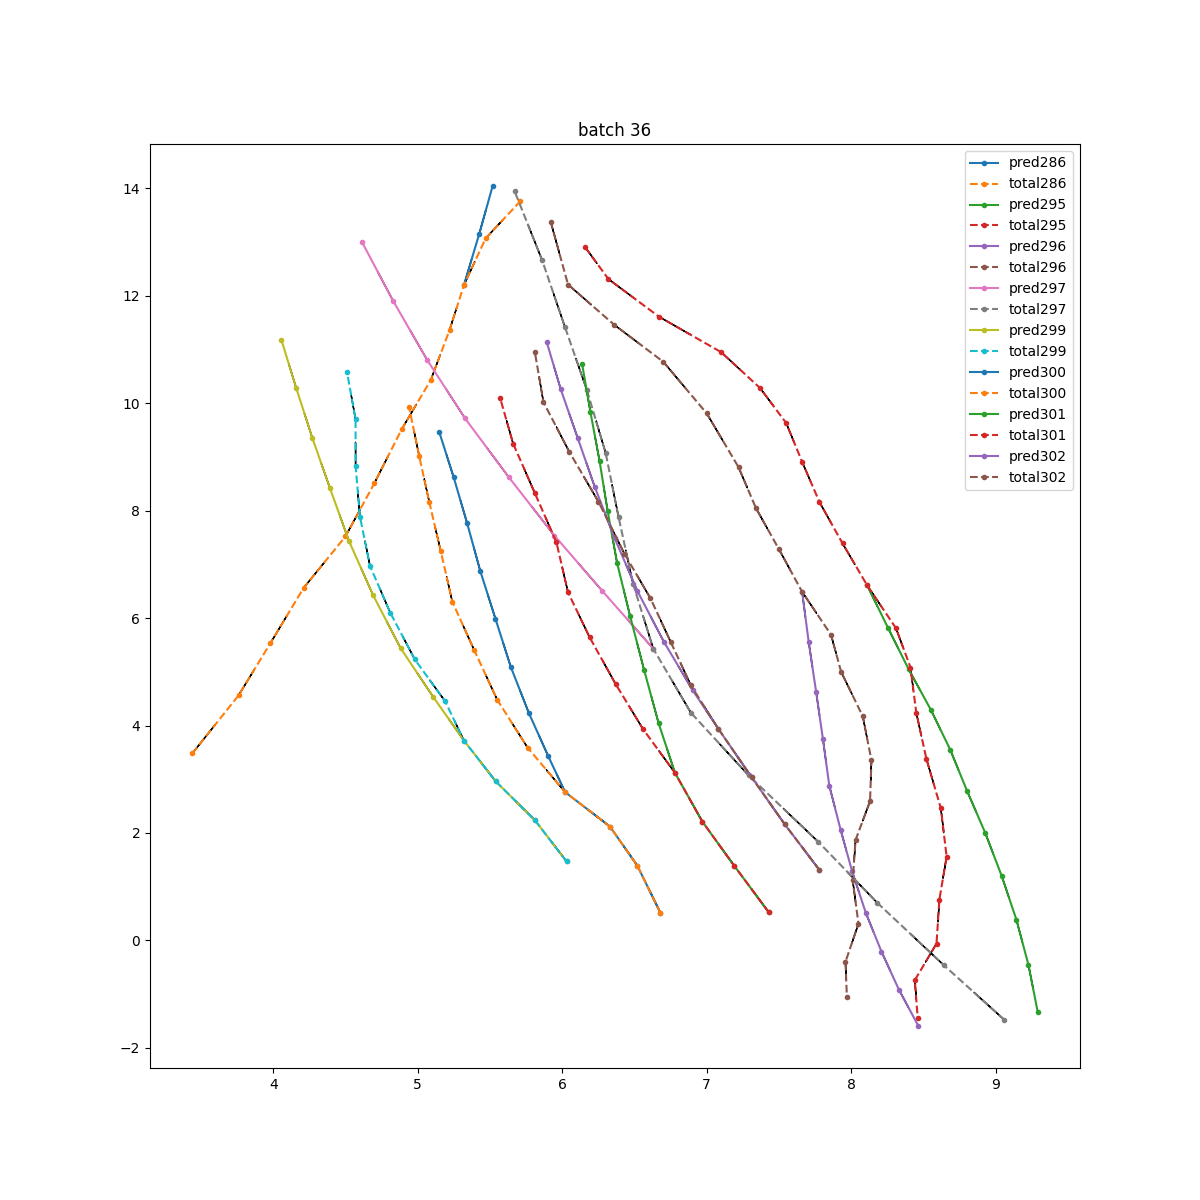 batch 36
pred286
total286
pred295
total295
pred296
total296
pred297
total297
pred299
total299
pred300
total300
pred301
total301
pred302
total302
14
12
10
8
6
4
2
0
−2
4 5 6 7 8 9